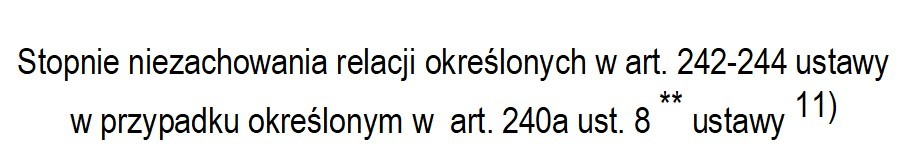 Stopnie niezachowania relacji określonych w art. 242-244 ustawy
w przypadku określonym w  art. 240a ust. 8 ** ustawy 11)